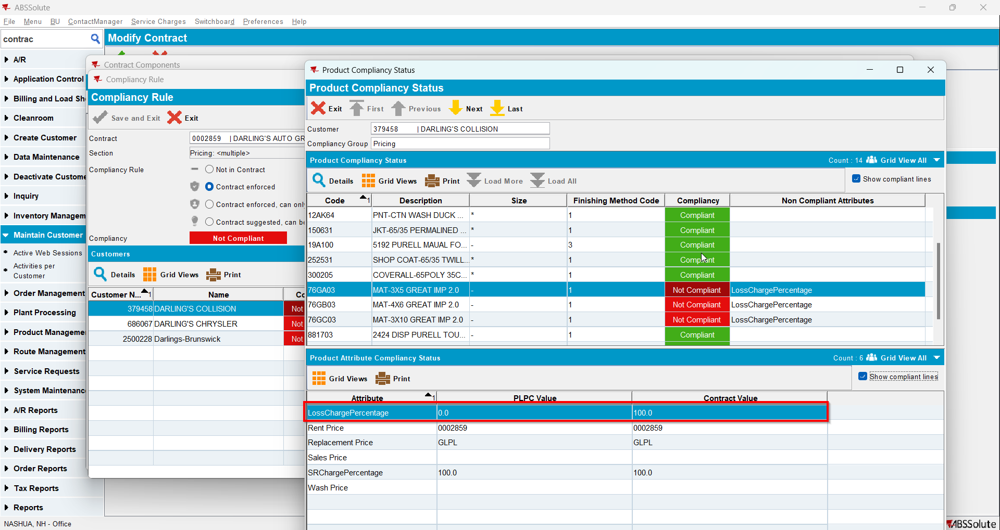 ABSSolute
File Menu BU ContactManager Service Charges Switchboard Preferences Help
contrac
Modify Contract
A/R
Application Control
Billing and Load Sh
Cleanroom
Create Customer
Data Maintenance
Deactivate Custome
Inquiry
Inventory Managem
Maintain Customer
Active Web Sessions
Activities per
Customer
Order Management
Plant Processing
Product Manageme
Route Management
Service Requests
System Maintenanc
A/R Reports
Billing Reports
Delivery Reports
Order Reports
Tax Reports
Reports
NASHUA, NH - Office
Contract Components
Compliancy Rule
Compliancy Rule
Save and Exit Exit
Contract 0002859 | DARLING'S AUTO GR
Section Pricing: <multiple>
Compliancy Rule Not in Contract
Contract enforced
Contract enforced, can onl
Contract suggested, can be
Compliancy Not Compliant
Customers
Details Grid Views Print
Customer N... 1 Name Co
379458 DARLING'S COLLISION Not
686067 DARLING'S CHRYSLER Not
2500228 Darlings-Brunswick Not
Product Compliancy Status
Product Compliancy Status
Exit First Previous Next Last
Customer 379458 | DARLING'S COLLISION
Compliancy Group Pricing
Product Compliancy Status Count : 14 Grid View All
Details Grid Views Print Load More Load All Show compliant lines
Code 1 Description Size Finishing Method Code Compliancy Non Compliant Attributes
12AK64 PNT-CTN WASH DUCK ... * 1 Compliant
150631 JKT-65/35 PERMALINED ... * 1 Compliant
19A100 5192 PURELL MAUAL FO... - 3 Compliant
252531 SHOP COAT-65/35 TWILL... * 1 Compliant
300205 COVERALL-65POLY 35C... * 1 Compliant
76GA03 MAT-3X5 GREAT IMP 2.0 - 1 Not Compliant LossChargePercentage
76GB03 MAT-4X6 GREAT IMP 2.0 - 1 Not Compliant LossChargePercentage
76GC03 MAT-3X10 GREAT IMP 2.0 - 1 Not Compliant LossChargePercentage
881703 2424 DISP PURELL TOU... - 1 Compliant
Product Attribute Compliancy Status Count : 6 Grid View All
Grid Views Print Show compliant lines
Attribute 1 PLPC Value Contract Value
LossChargePercentage 0.0 100.0
Rent Price 0002859 0002859
Replacement Price GLPL GLPL
Sales Price
SRChargePercentage 100.0 100.0
Wash Price
ABSSolute